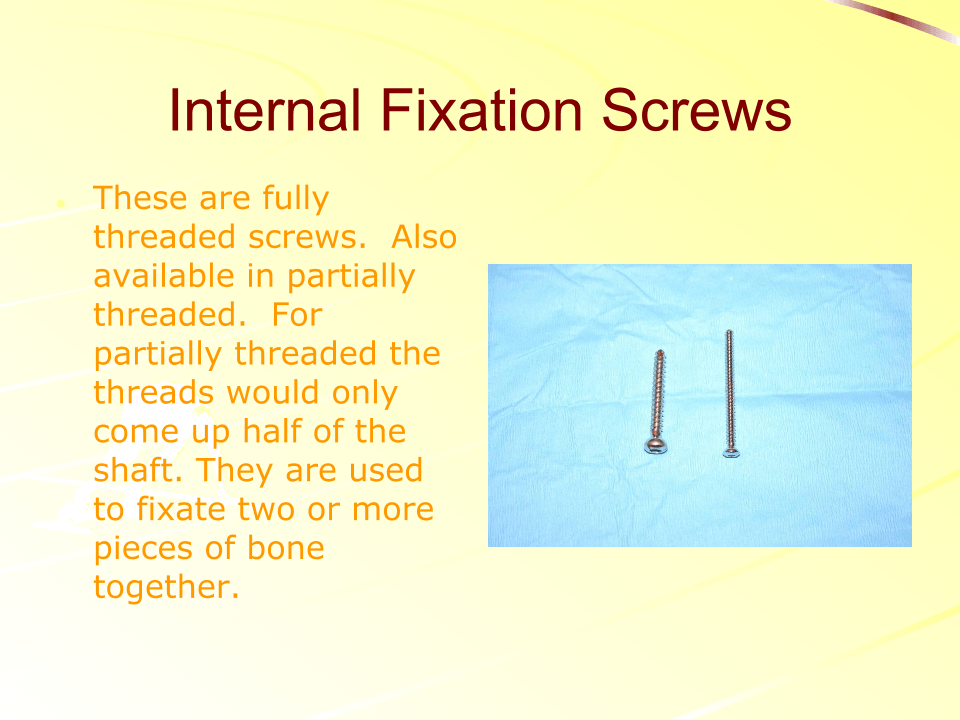 Internal Fixation Screws
These are fully
threaded screws.  Also
available in partially
threaded.  For
partially threaded the
threads would only
come up half of the
shaft. They are used
to fixate two or more
pieces of bone
together.